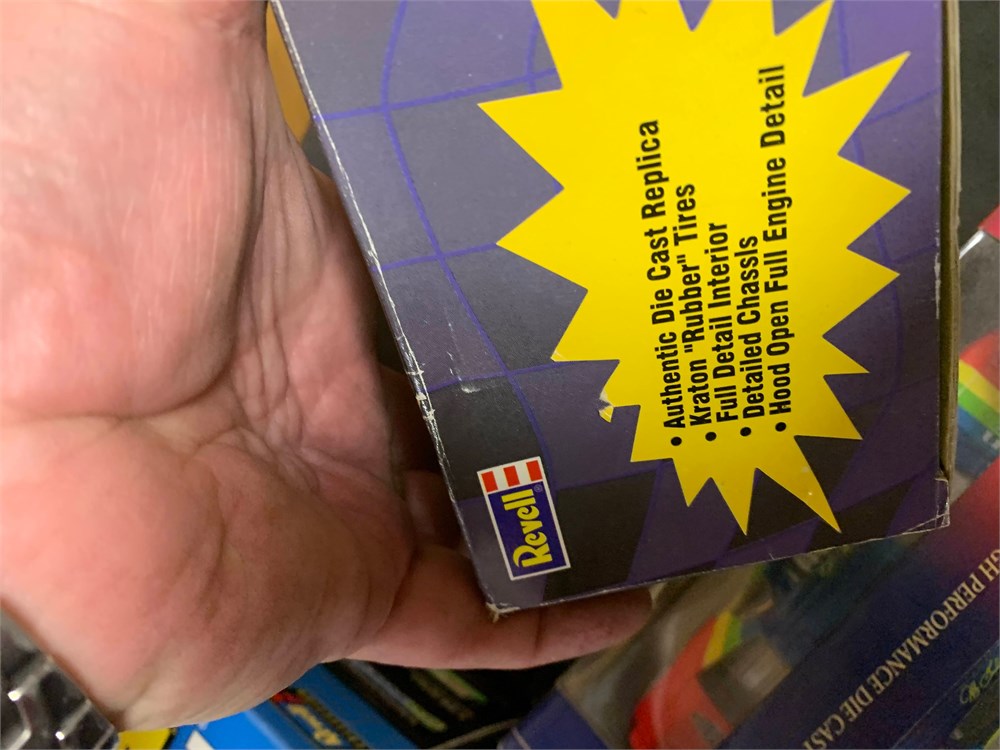 • Authentic Die Cast Replica
• Kraton "Rubber" Tires
• Full Detail Interior
• Detailed Chassis
• Hood Open Full Engine Detail
Revell®
GH PERFORMANCE DIE CAST